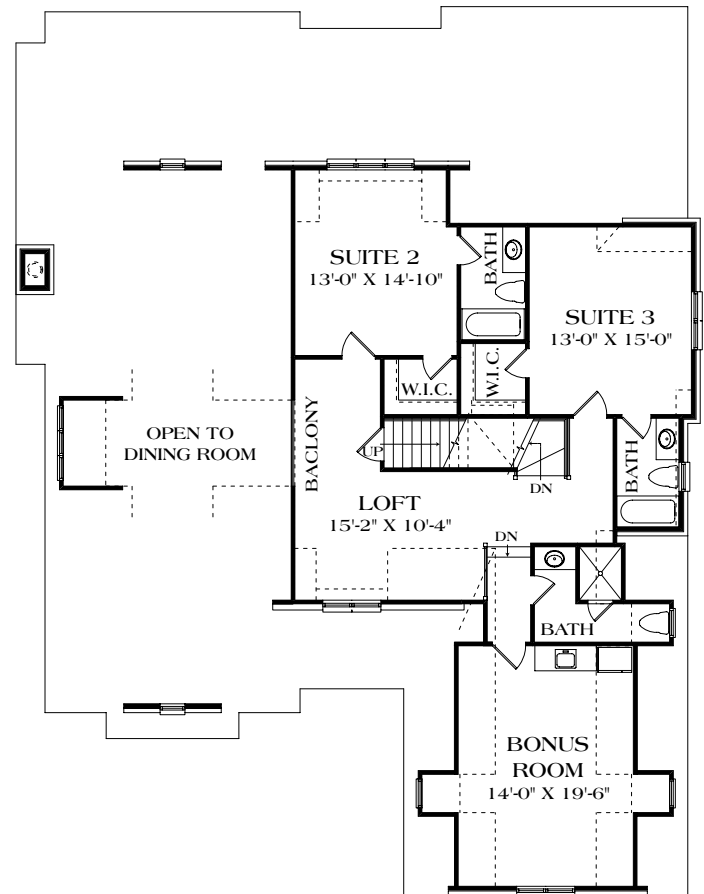 SUITE 2
13'-0" X 14'-10"
BATH
SUITE 3
13'-0" X 15'-0"
W.I.C.
W.I.C.
BACLONY
OPEN TO
DINING ROOM
UP
DN
BATH
LOFT
15'-2" X 10'-4"
DN
BATH
BONUS
ROOM
14'-0" X 19'-6"